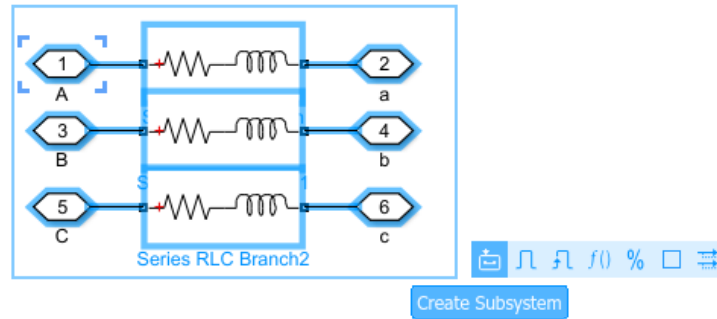 1 2
A a
3 4
B b
5 6
C c
Series RLC Branch2
f() %
Create Subsystem